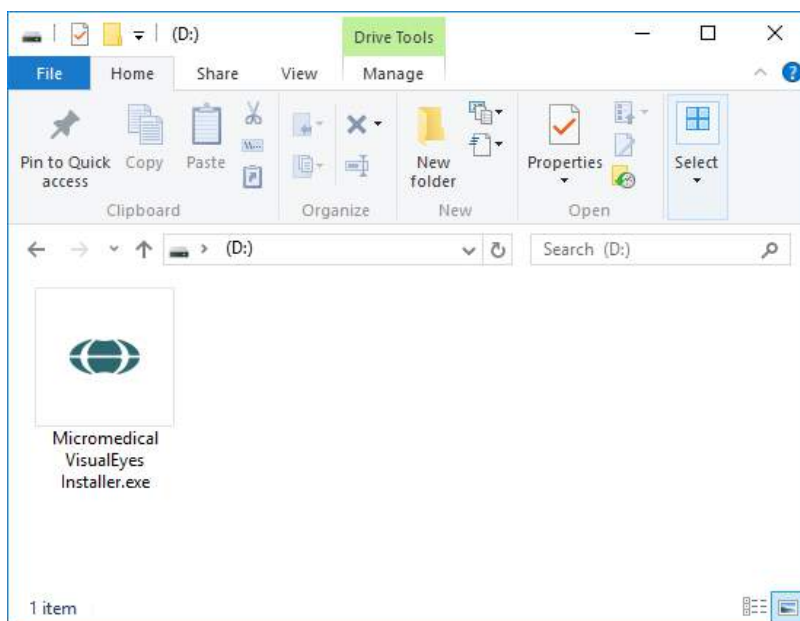 (D:)
Drive Tools
File
Home
Share
View
Manage
?
Pin to Quick
access
Copy
Paste
New
folder
Properties
Select
Clipboard
Organize
New
Open
(D:)
Search (D:)
Micromedical
VisualEyes
Installer.exe
1 item